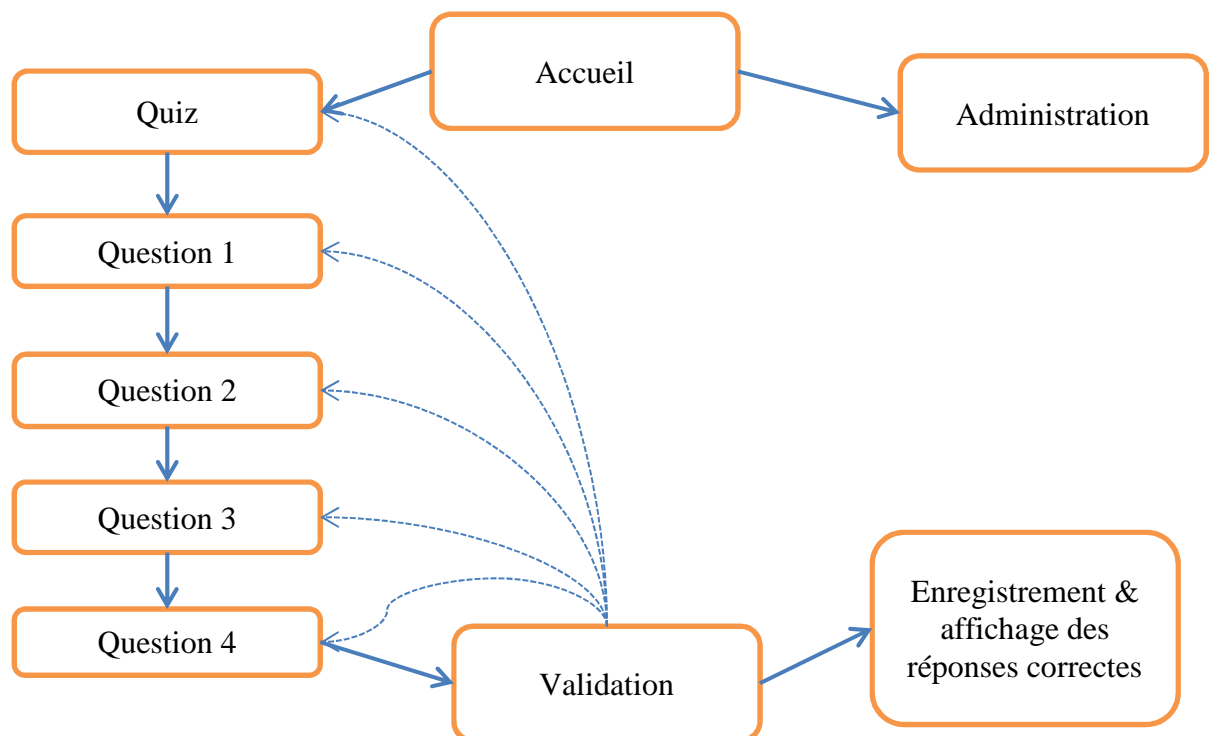 Accueil
Quiz
Administration
Question 1
Question 2
Question 3
Question 4
Validation
Enregistrement &
affichage des
réponses correctes